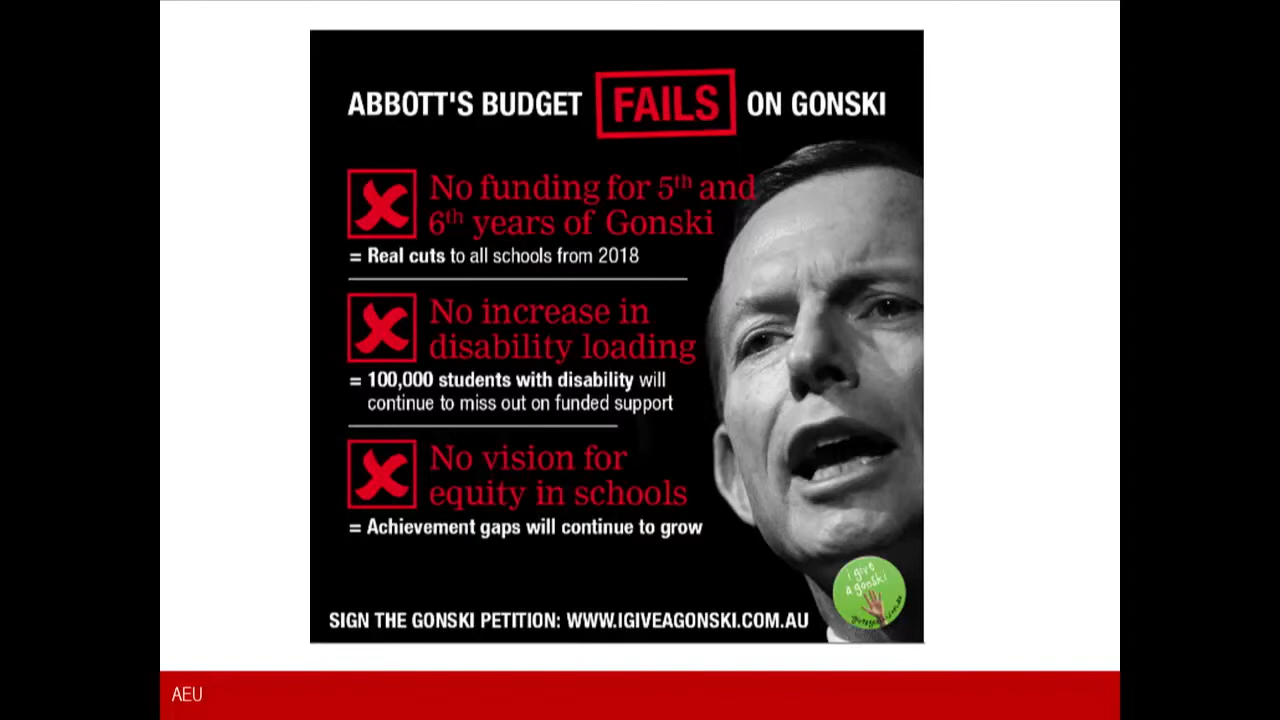 ABBOTT'S BUDGET FAILS ON GONSKI
No funding for 5th and
6th years of Gonski
= Real cuts to all schools from 2018
No increase in
disability loading
= 100,000 students with disability will
continue to miss out on funded support
No vision for
equity in schools
= Achievement gaps will continue to grow
i give
a gonski
SIGN THE GONSKI PETITION: WWW.IGIVEAGONSKI.COM.AU
AEU